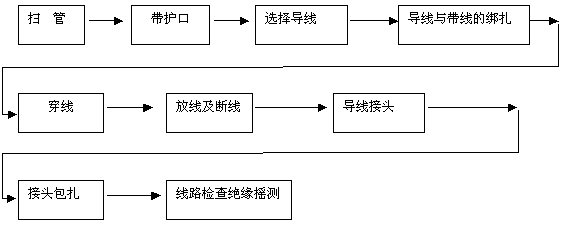 扫 管
带护口
选择导线
导线与带线的绑扎
穿线
放线及断线
导线接头
接头包扎
线路检查绝缘摇测